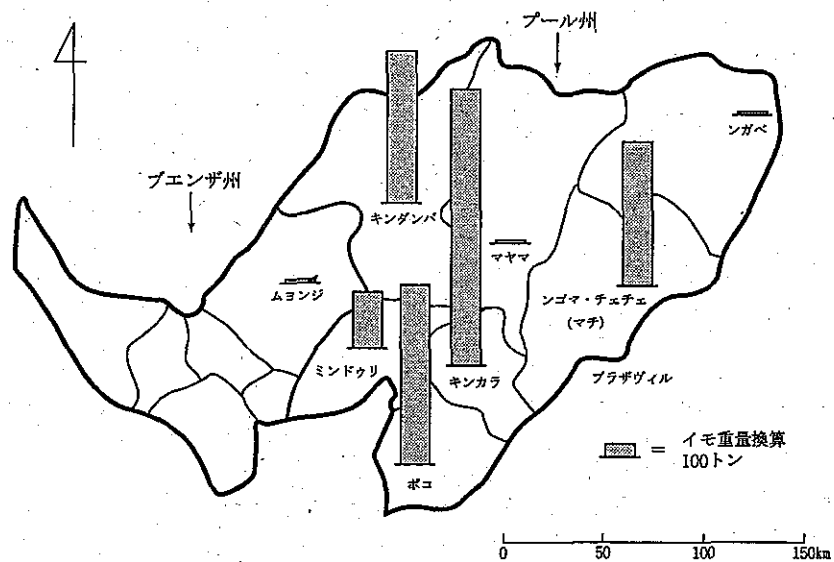 プール州
ンガベ
ブエンザ州
キンダンバ
マヤマ
ムヨンジ
ンゴマ・チェチェ
(マチ)
ミンドゥリ
キンカラ
ブラザヴィル
ボコ
= イモ重量換算
100トン
0 50 100 150km